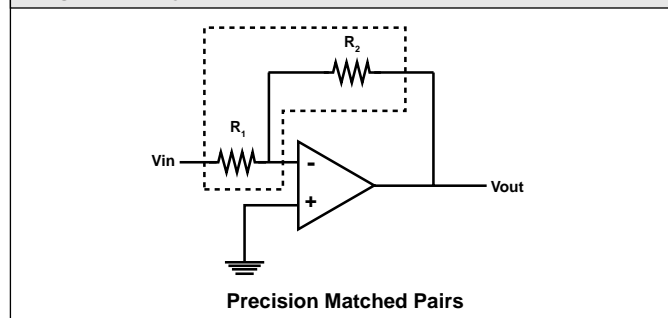 R2
R1
Vin
-
+
Vout
Precision Matched Pairs